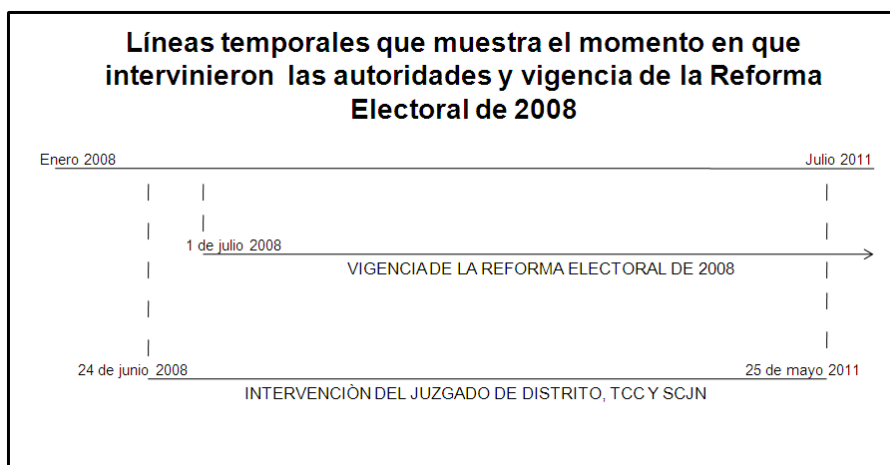 Líneas temporales que muestra el momento en que
intervinieron las autoridades y vigencia de la Reforma
Electoral de 2008
Enero 2008
Julio 2011
1 de julio 2008
VIGENCIA DE LA REFORMA ELECTORAL DE 2008
24 de junio 2008
25 de mayo 2011
INTERVENCIÒN DEL JUZGADO DE DISTRITO, TCC Y SCJN